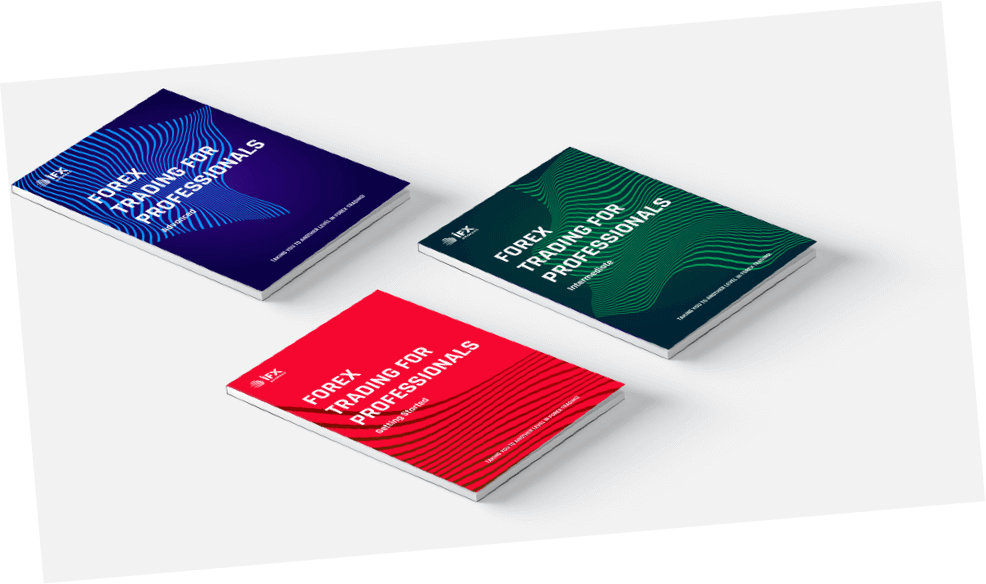 iFX
FOREX
TRADING FOR
PROFESSIONALS
Advanced
TAKING YOU TO ANOTHER LEVEL IN FOREX TRADING!
iFX
FOREX
TRADING FOR
PROFESSIONALS
Intermediate
TAKING YOU TO ANOTHER LEVEL IN FOREX TRADING!
iFX
FOREX
TRADING FOR
PROFESSIONALS
Getting Started
TAKING YOU TO ANOTHER LEVEL IN FOREX TRADING!